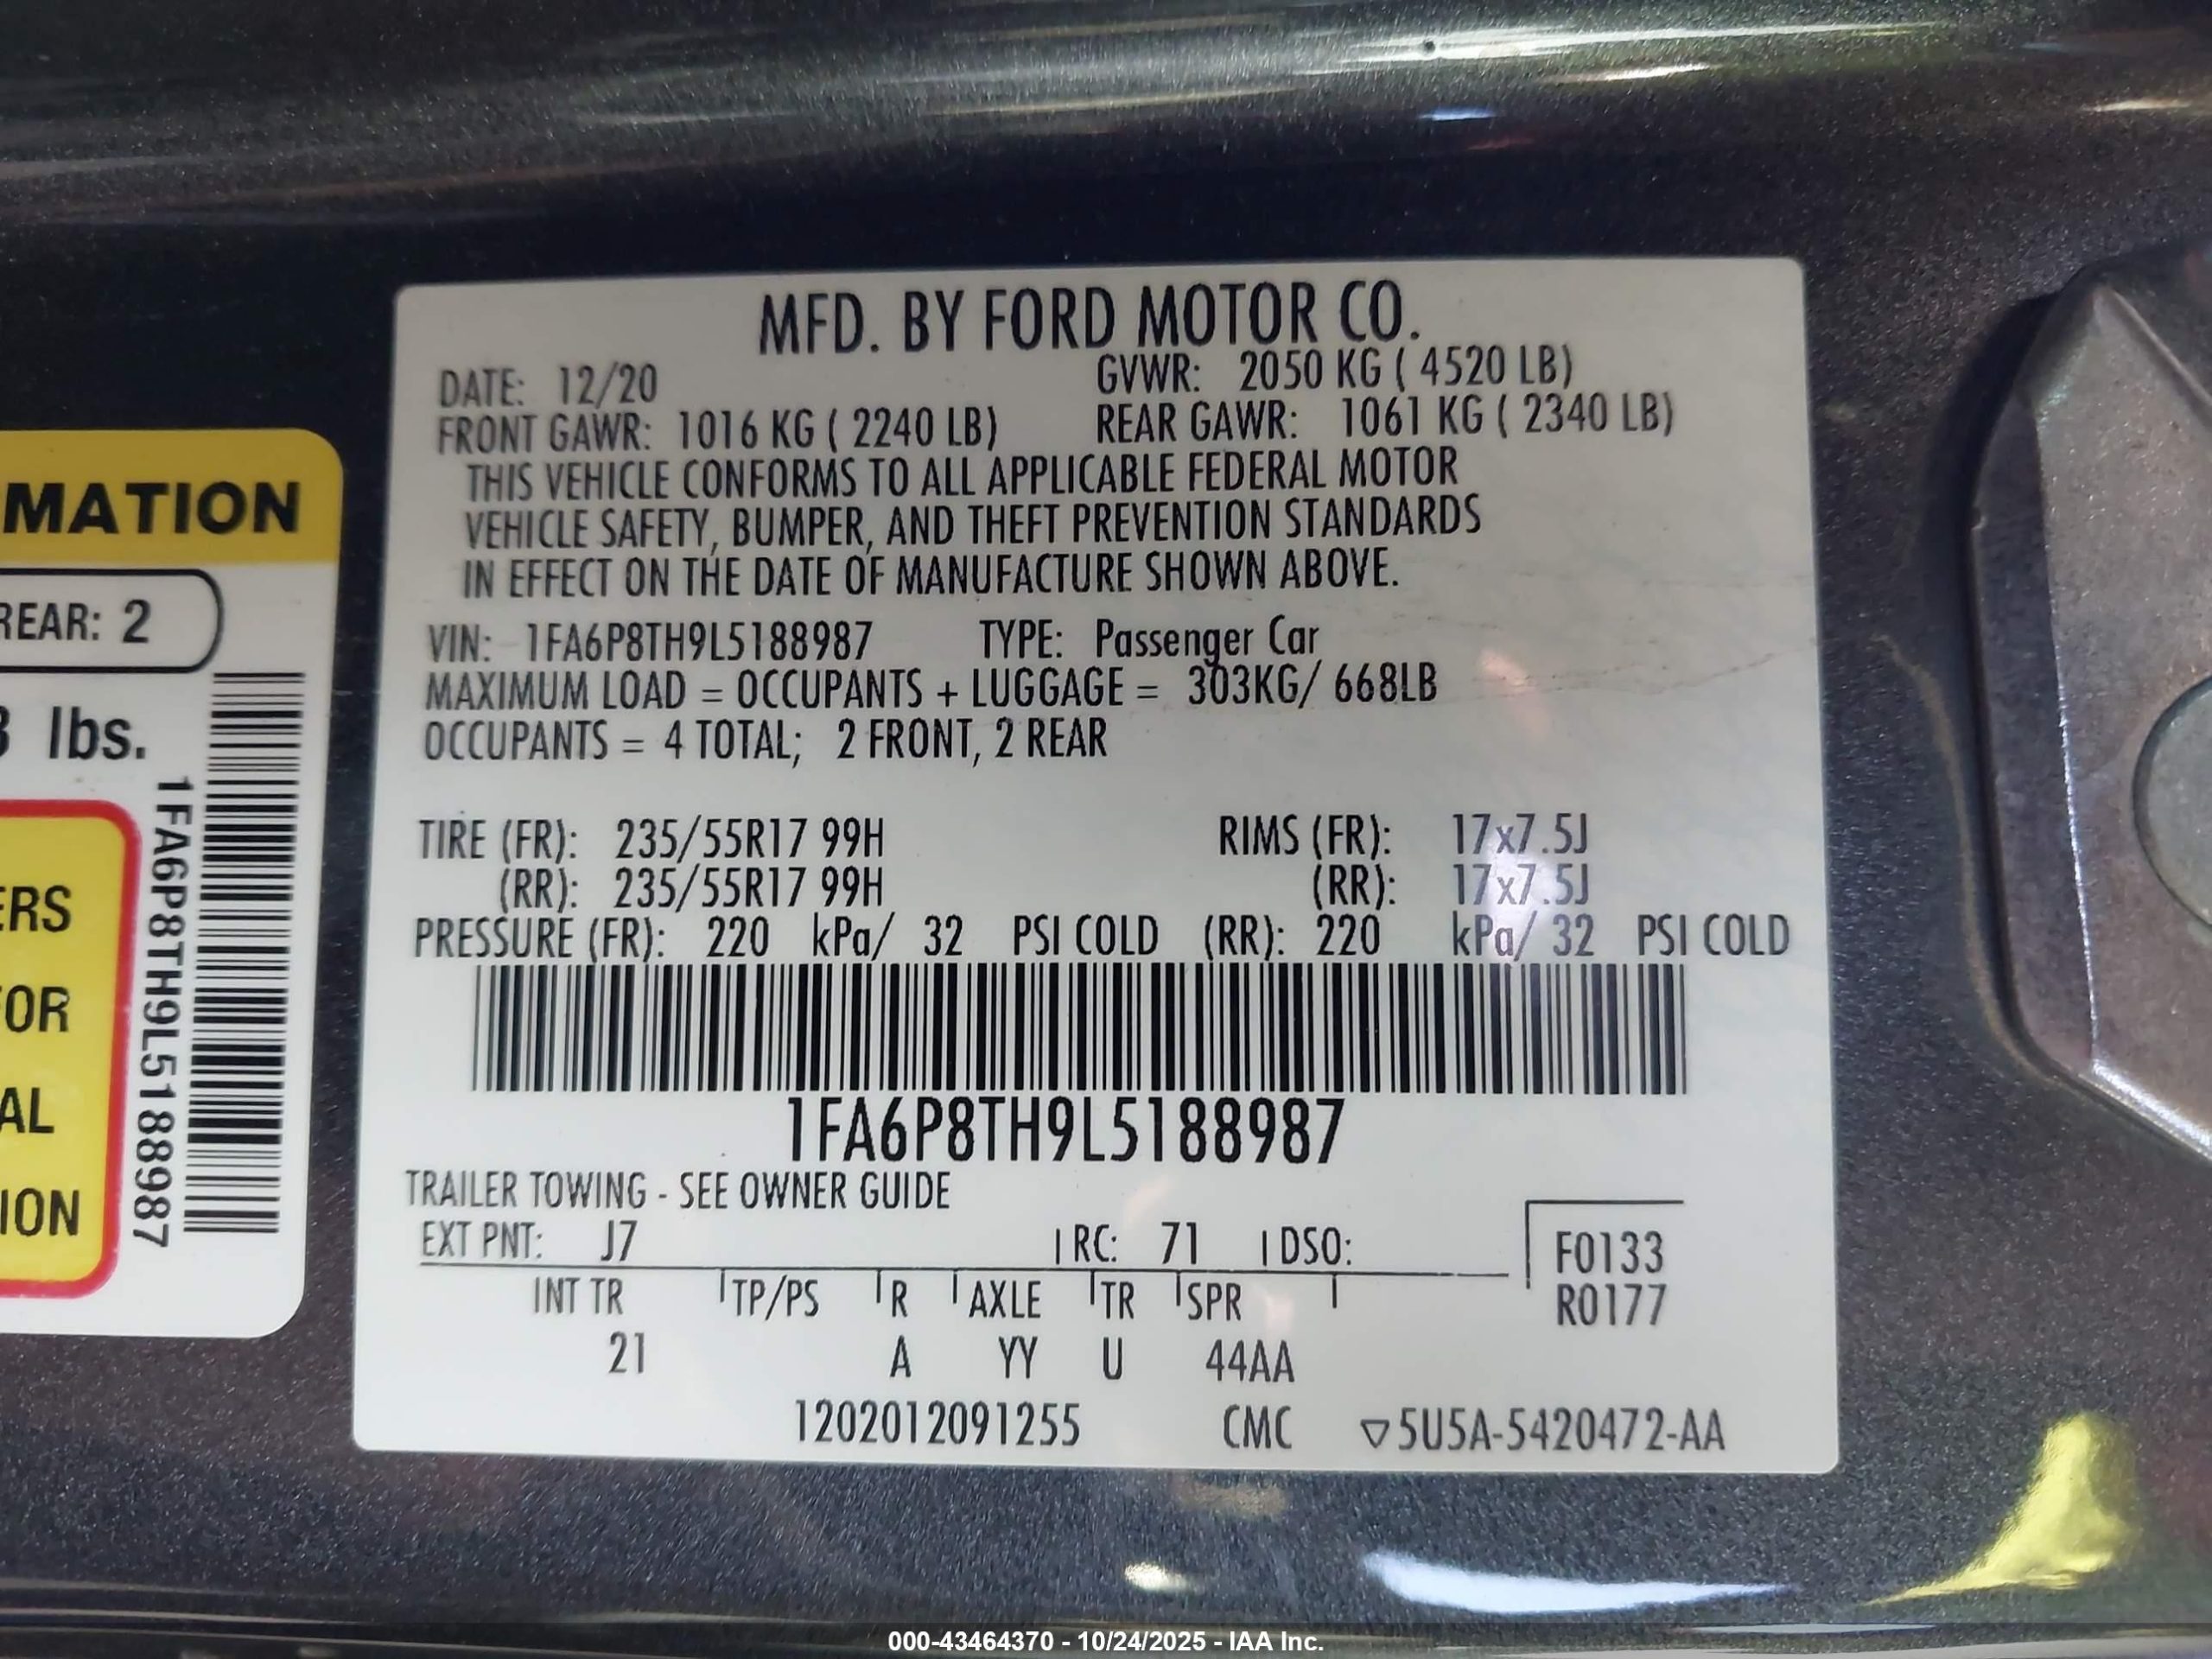 MFD. BY FORD MOTOR CO.
DATE: 12/20 GVWR: 2050 KG ( 4520 LB)
FRONT GAWR: 1016 KG ( 2240 LB) REAR GAWR: 1061 KG ( 2340 LB)
THIS VEHICLE CONFORMS TO ALL APPLICABLE FEDERAL MOTOR
VEHICLE SAFETY, BUMPER, AND THEFT PREVENTION STANDARDS
IN EFFECT ON THE DATE OF MANUFACTURE SHOWN ABOVE.
VIN: 1FA6P8TH9L5188987 TYPE: Passenger Car
MAXIMUM LOAD = OCCUPANTS + LUGGAGE = 303KG/ 668LB
OCCUPANTS = 4 TOTAL; 2 FRONT, 2 REAR
TIRE (FR): 235/55R17 99H RIMS (FR): 17x7.5J
(RR): 235/55R17 99H (RR): 17x7.5J
PRESSURE (FR): 220 kPa/ 32 PSI COLD (RR): 220 kPa/ 32 PSI COLD
1FA6P8TH9L5188987
TRAILER TOWING - SEE OWNER GUIDE
EXT PNT: J7 RC: 71 DSO:
F0133
INT TR TP/PS R AXLE TR SPR
R0177
21 A YY U 44AA
1202012091255 CMC ▽5U5A-5420472-AA
MATION
REAR: 2
lbs.
1FA6P8TH9L5188987
ERS
FOR
AL
ION
000-43464370 - 10/24/2025 - IAA Inc.